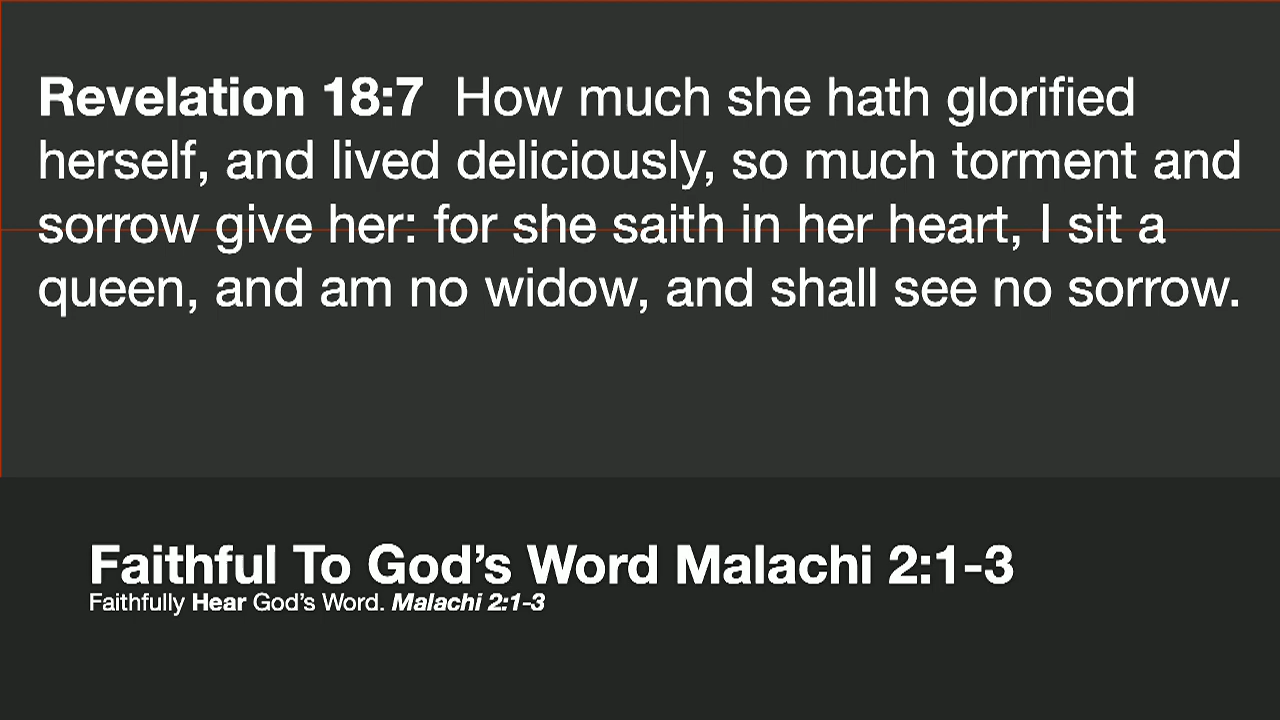 Revelation 18:7  How much she hath glorified
herself, and lived deliciously, so much torment and
sorrow give her: for she saith in her heart, I sit a
queen, and am no widow, and shall see no sorrow.
Faithful To God’s Word Malachi 2:1-3
Faithfully Hear God’s Word. Malachi 2:1-3